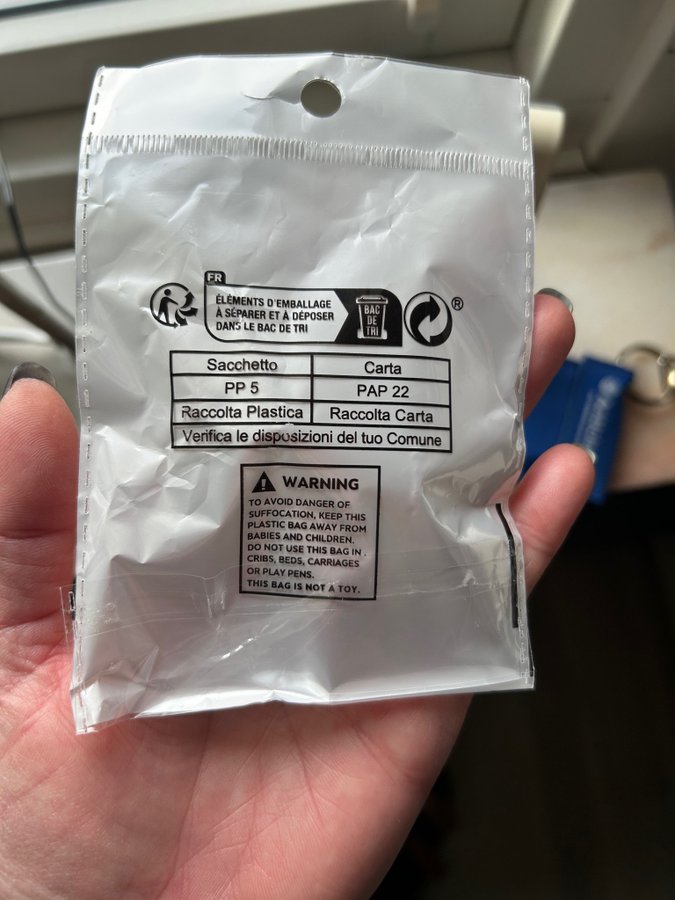 FR
ÉLÉMENTS D'EMBALLAGE
À SÉPARER ET À DÉPOSER
DANS LE BAC DE TRI
BAC
DE
TRI
®
Sacchetto Carta
PP 5 PAP 22
Raccolta Plastica Raccolta Carta
Verifica le disposizioni del tuo Comune
WARNING
TO AVOID DANGER OF
SUFFOCATION, KEEP THIS
PLASTIC BAG AWAY FROM
BABIES AND CHILDREN.
DO NOT USE THIS BAG IN .
CRIBS, BEDS, CARRIAGES
OR PLAY PENS.
THIS BAG IS NOT A TOY.